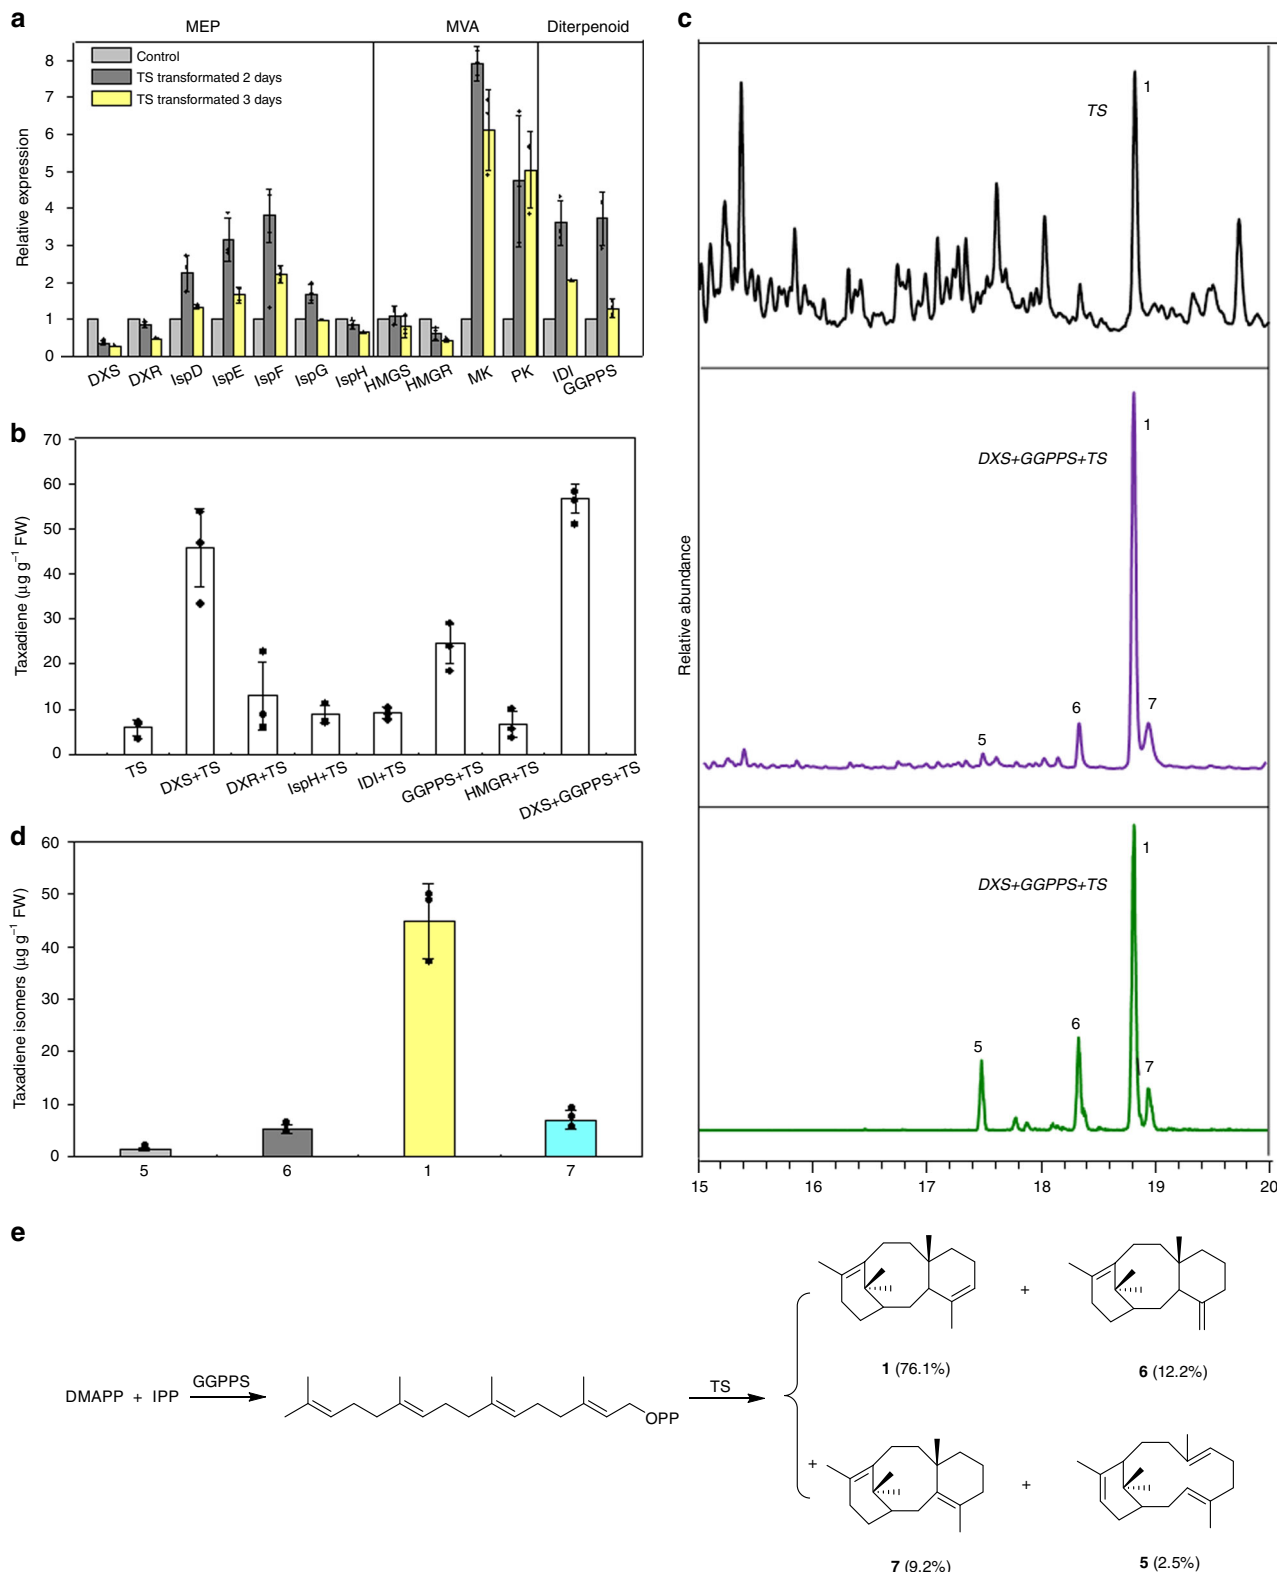 a
MEP
MVA
Diterpenoid
Control
TS transformated 2 days
TS transformated 3 days
Relative expression
8
7
6
5
4
3
2
1
0
DXS
DXR
IspD
IspE
IspF
IspG
IspH
HMGS
HMGR
MK
PK
IDI
GGPPS
b
Taxadiene (µg g⁻¹ FW)
70
60
50
40
30
20
10
0
TS
DXS+TS
DXR+TS
IspH+TS
IDI+TS
GGPPS+TS
HMGR+TS
DXS+GGPPS+TS
c
Relative abundance
TS
1
DXS+GGPPS+TS
1
5
6
7
DXS+GGPPS+TS
1
5
6
7
15 16 17 18 19 20
d
Taxadiene isomers (µg g⁻¹ FW)
60
50
40
30
20
10
0
5 6 1 7
e
DMAPP + IPP
GGPPS
OPP
TS
+
1 (76.1%)
6 (12.2%)
+
+
7 (9.2%)
5 (2.5%)